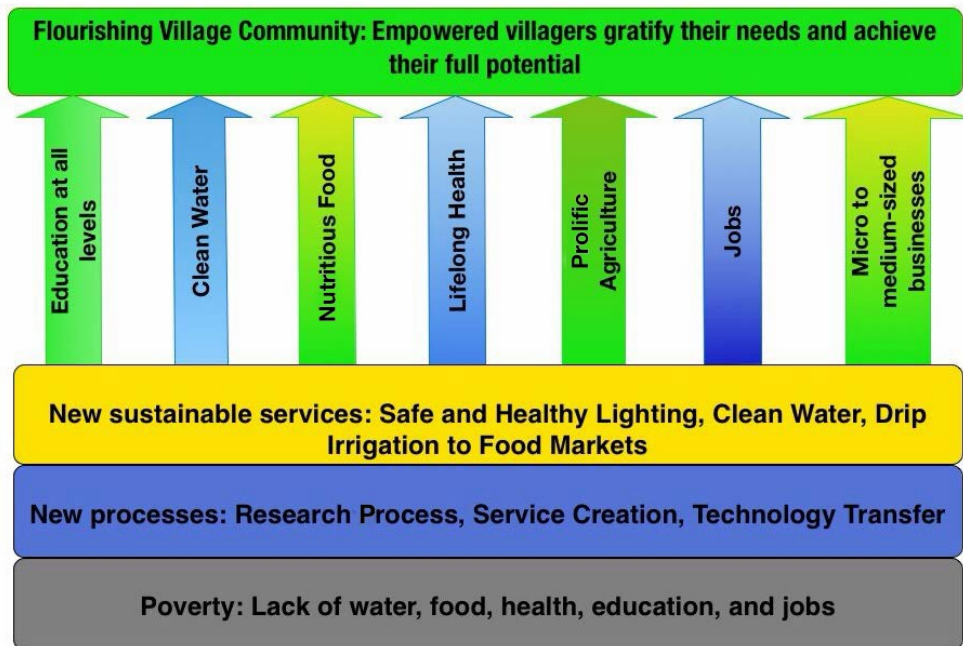 Flourishing Village Community: Empowered villagers gratify their needs and achieve
their full potential
Education at all
levels
Clean Water
Nutritious Food
Lifelong Health
Prolific
Agriculture
Jobs
Micro to
medium-sized
businesses
New sustainable services: Safe and Healthy Lighting, Clean Water, Drip
Irrigation to Food Markets
New processes: Research Process, Service Creation, Technology Transfer
Poverty: Lack of water, food, health, education, and jobs